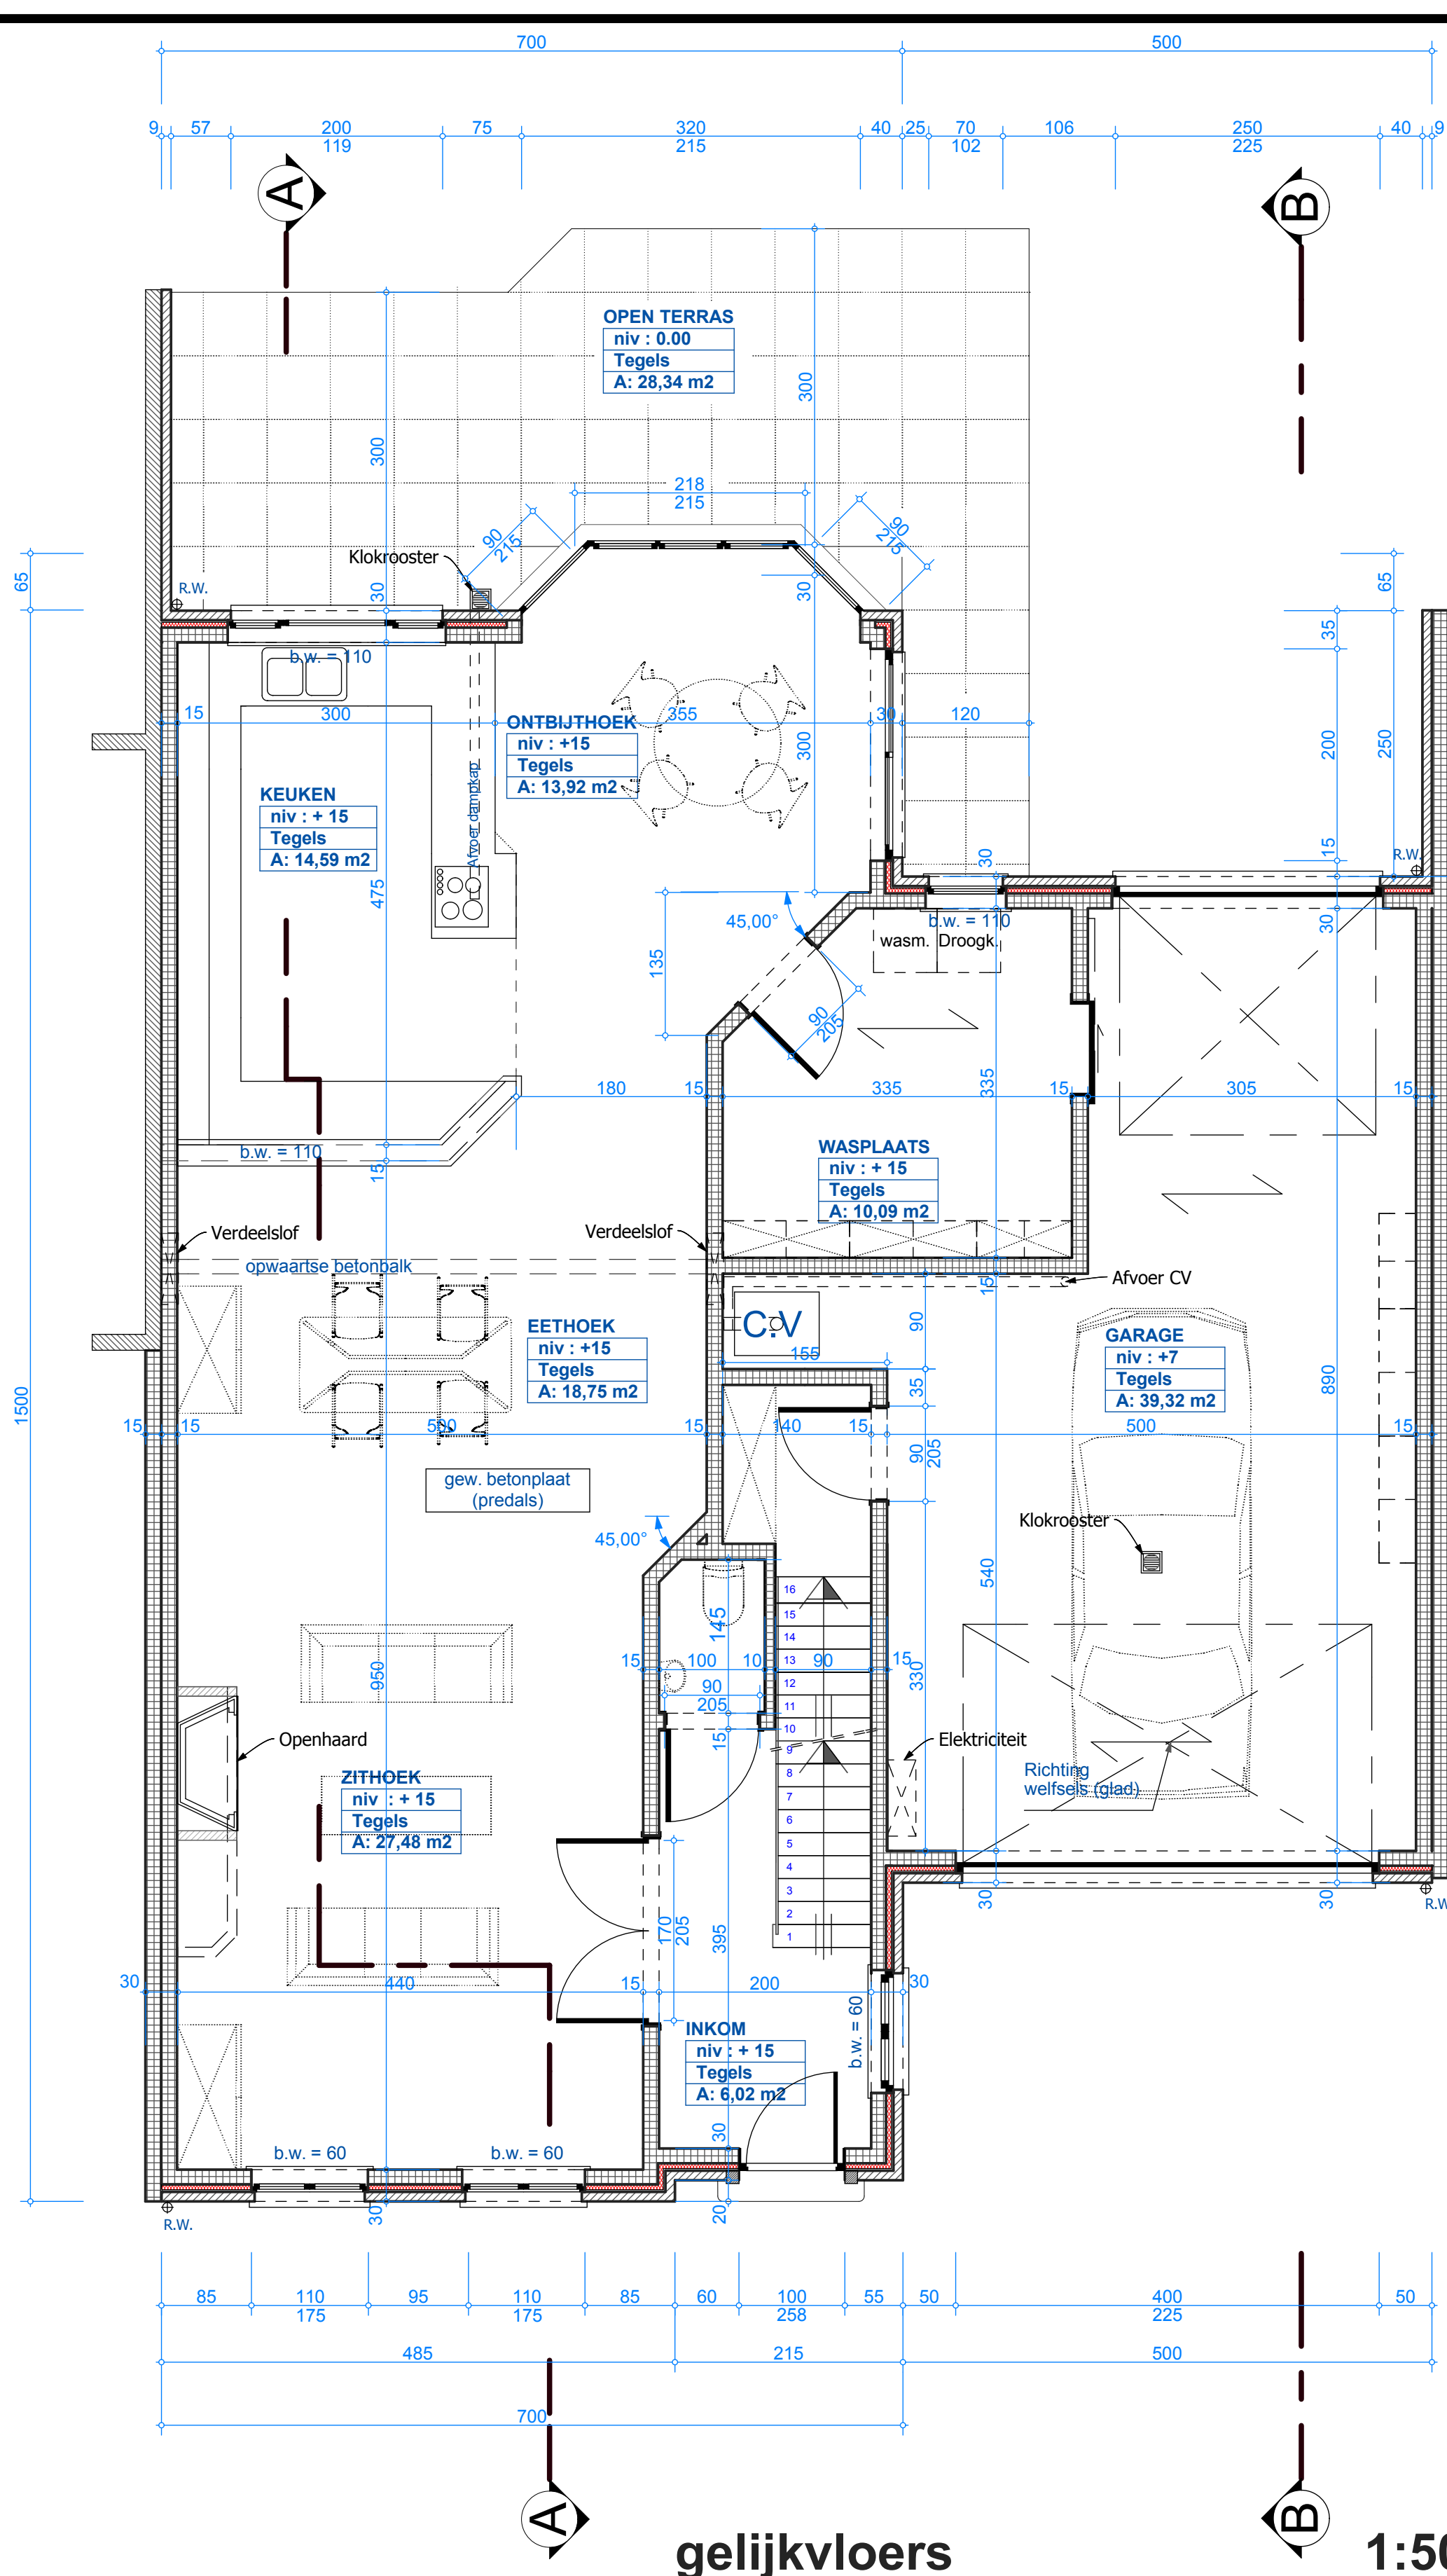 700
500
9
57
200
119
75
320
215
40
25
70
102
106
250
225
40
9
A
B
OPEN TERRAS
niv : 0.00
Tegels
A: 28,34 m2
300
300
218
215
90
215
90
215
Klokrooster
R.W.
65
30
30
65
35
b.w. = 110
15
300
355
30
120
ONTBIJTHOEK
niv : +15
Tegels
A: 13,92 m2
300
200
250
KEUKEN
niv : + 15
Tegels
A: 14,59 m2
Afvoer dampkap
475
30
15
R.W.
45,00°
b.w. = 110
wasm.
Droogk.
30
135
90
205
180
15
335
335
15
305
15
b.w. = 110
15
WASPLAATS
niv : + 15
Tegels
A: 10,09 m2
Verdeelslof
Verdeelslof
opwaartse betonbalk
15
Afvoer CV
C.V
90
155
EETHOEK
niv : +15
Tegels
A: 18,75 m2
GARAGE
niv : +7
Tegels
A: 39,32 m2
890
1500
35
15
15
500
15
140
15
90
205
500
15
gew. betonplaat
(predals)
45,00°
Klokrooster
540
145
16
15
14
13
12
11
10
9
8
7
6
5
4
3
2
1
15
100
10
90
15
330
950
90
205
15
Openhaard
Elektriciteit
Richting
welfsels (glad)
ZITHOEK
niv : + 15
Tegels
A: 27,48 m2
170
205
395
30
30
R.W
30
440
15
200
30
b.w. = 60
INKOM
niv : + 15
Tegels
A: 6,02 m2
30
b.w. = 60
b.w. = 60
R.W.
30
20
85
110
175
95
110
175
85
60
100
258
55
50
400
225
50
485
215
500
700
A
B
gelijkvloers
1:50